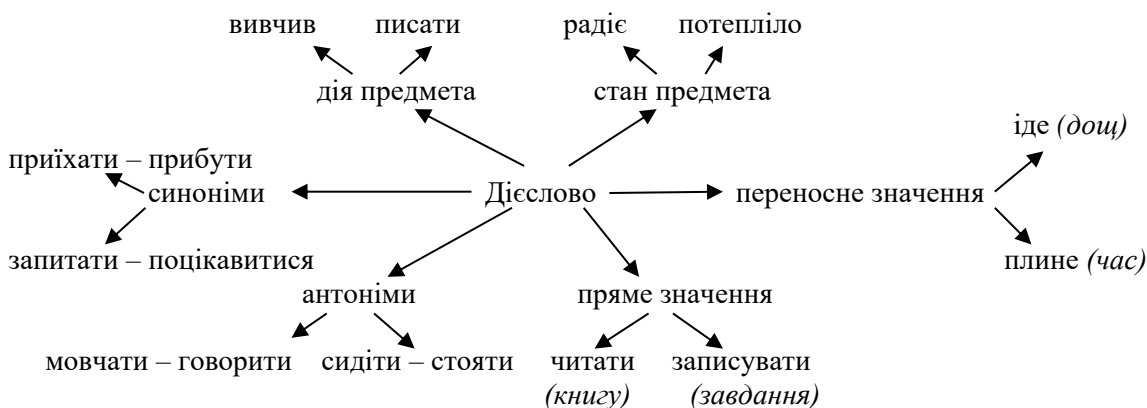 вивчив писати радіє потепліло
дія предмета стан предмета
іде (дощ)
приїхати – прибути
синоніми Дієслово переносне значення
запитати – поцікавитися плине (час)
антоніми пряме значення
мовчати – говорити сидіти – стояти читати записувати
(книгу) (завдання)